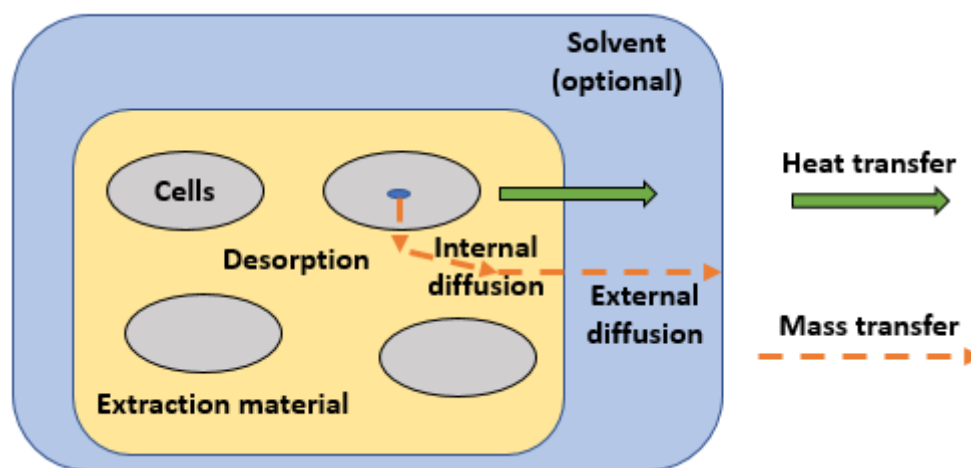 Solvent
(optional)
Heat transfer
Cells
Desorption
Internal
diffusion
External
diffusion
Mass transfer
Extraction material